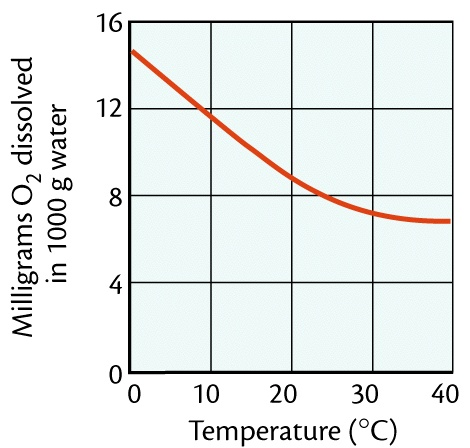 16
12
8
4
0
Milligrams O₂ dissolved
in 1000 g water
0 10 20 30 40
Temperature (°C)